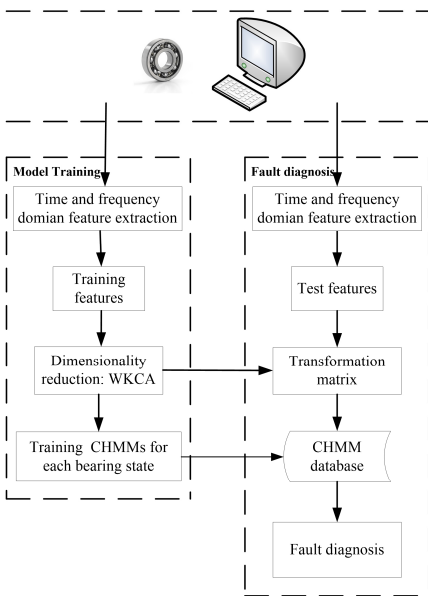 Model Training
Time and frequency
domian feature extraction
Training
features
Dimensionality
reduction: WKCA
Training CHMMs for
each bearing state
Fault diagnosis
Time and frequency
domian feature extraction
Test features
Transformation
matrix
CHMM
database
Fault diagnosis